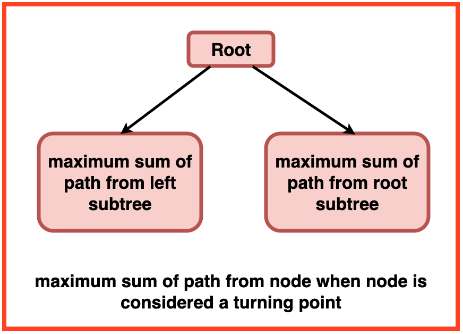 Root
maximum sum of
path from left
subtree
maximum sum of
path from root
subtree
maximum sum of path from node when node is
considered a turning point